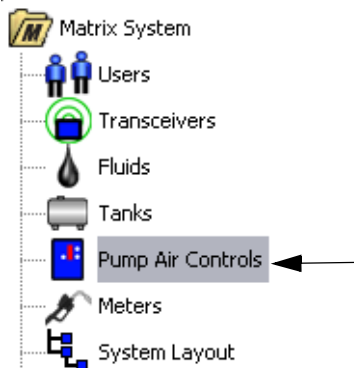 Matrix System
Users
Transceivers
Fluids
Tanks
Pump Air Controls
Meters
System Layout